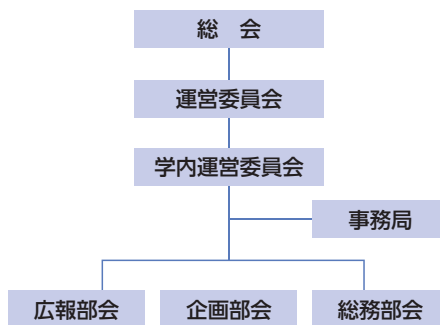 総　会
運営委員会
学内運営委員会
事務局
広報部会
企画部会
総務部会